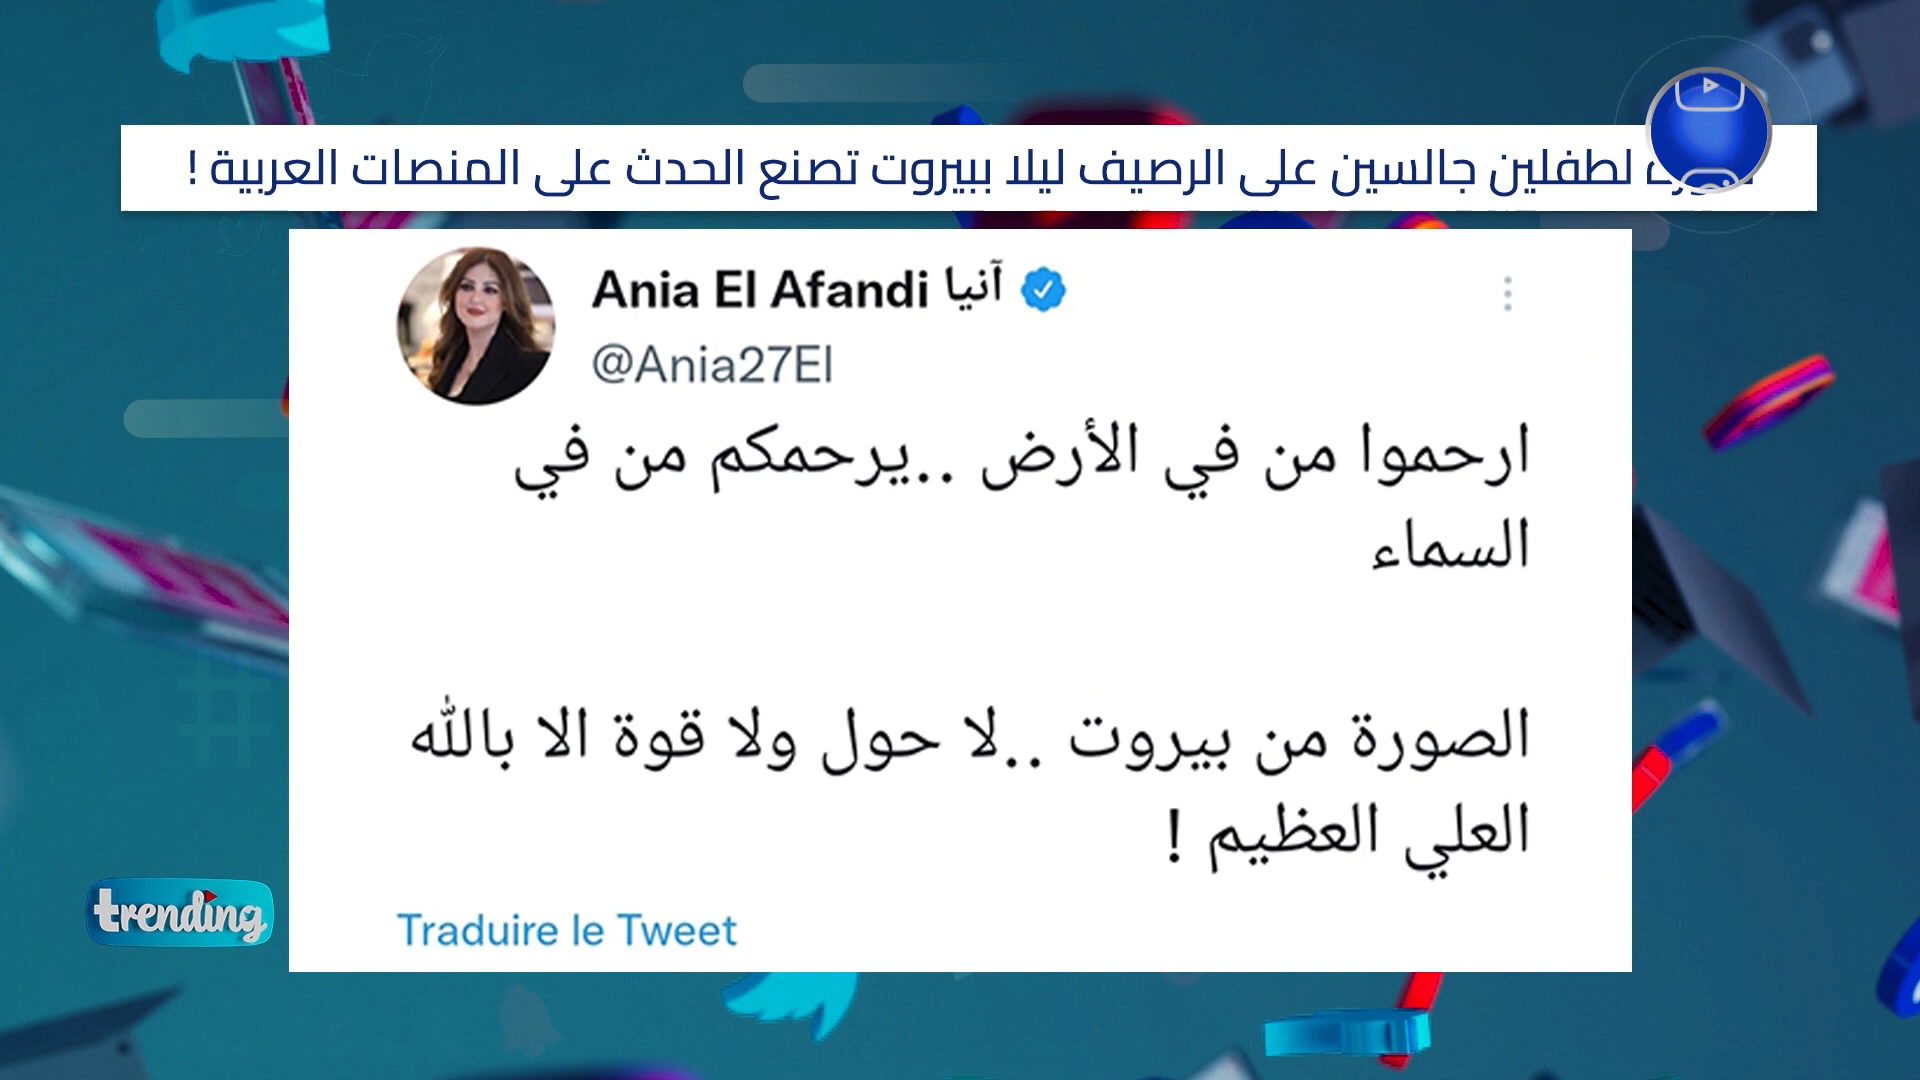 لطفلين جالسين على الرصيف ليلا ببيروت تصنع الحدث على المنصات العربية !
Ania El Afandi آنيا
@Ania27El
ارحموا من في الأرض ..يرحمكم من في
السماء
الصورة من بيروت ..لا حول ولا قوة الا بالله
العلي العظيم !
Traduire le Tweet
trending